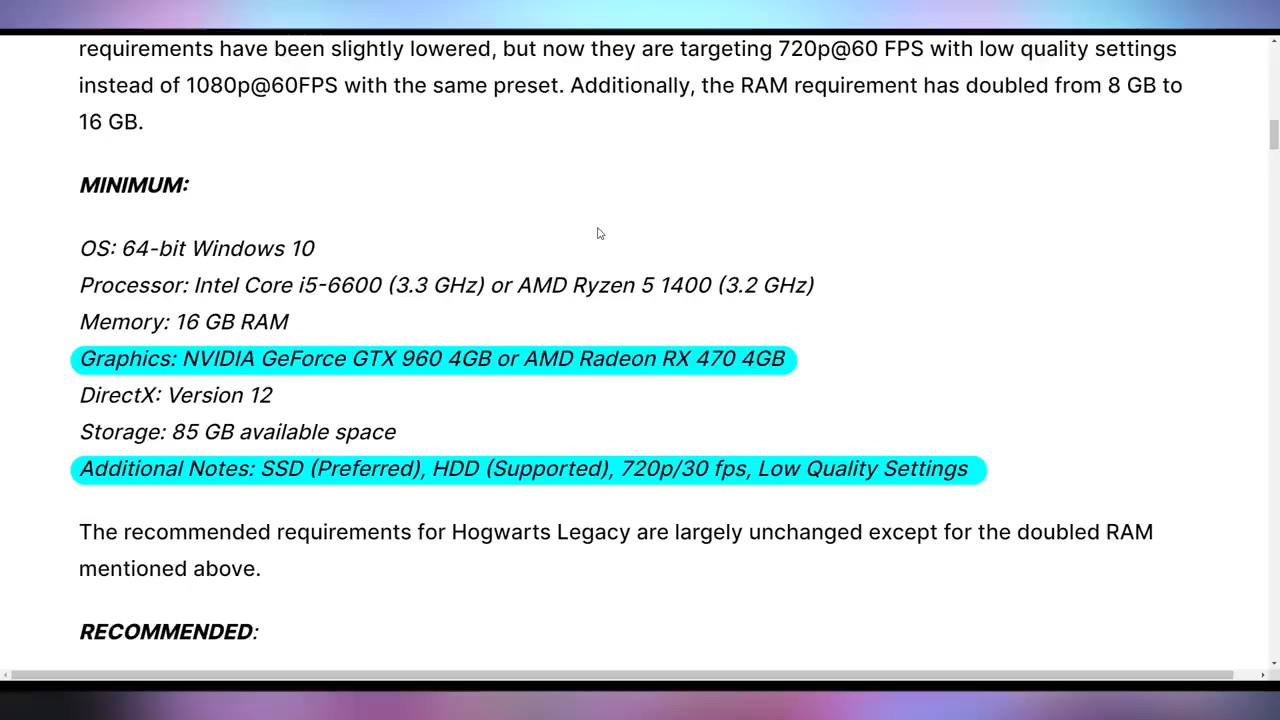 requirements have been slightly lowered, but now they are targeting 720p@60 FPS with low quality settings
instead of 1080p@60FPS with the same preset. Additionally, the RAM requirement has doubled from 8 GB to
16 GB.
MINIMUM:
OS: 64-bit Windows 10
Processor: Intel Core i5-6600 (3.3 GHz) or AMD Ryzen 5 1400 (3.2 GHz)
Memory: 16 GB RAM
Graphics: NVIDIA GeForce GTX 960 4GB or AMD Radeon RX 470 4GB
DirectX: Version 12
Storage: 85 GB available space
Additional Notes: SSD (Preferred), HDD (Supported), 720p/30 fps, Low Quality Settings
The recommended requirements for Hogwarts Legacy are largely unchanged except for the doubled RAM
mentioned above.
RECOMMENDED: